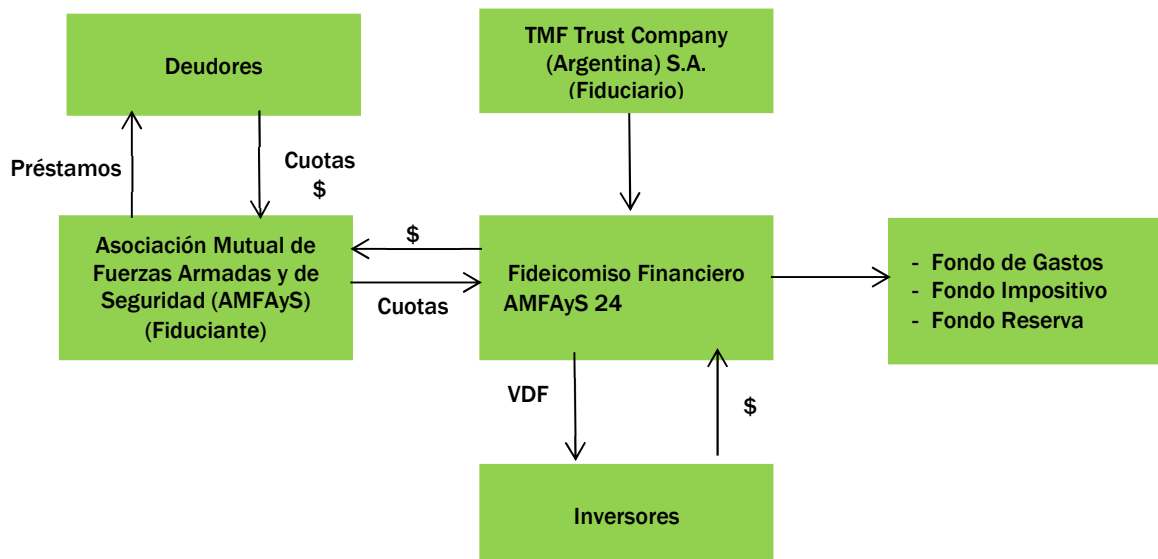 Deudores
TMF Trust Company
(Argentina) S.A.
(Fiduciario)
Préstamos
Cuotas
$
Asociación Mutual de
Fuerzas Armadas y de
Seguridad (AMFAyS)
(Fiduciante)
$
Cuotas
Fideicomiso Financiero
AMFAyS 24
- Fondo de Gastos
- Fondo Impositivo
- Fondo Reserva
VDF
$
Inversores